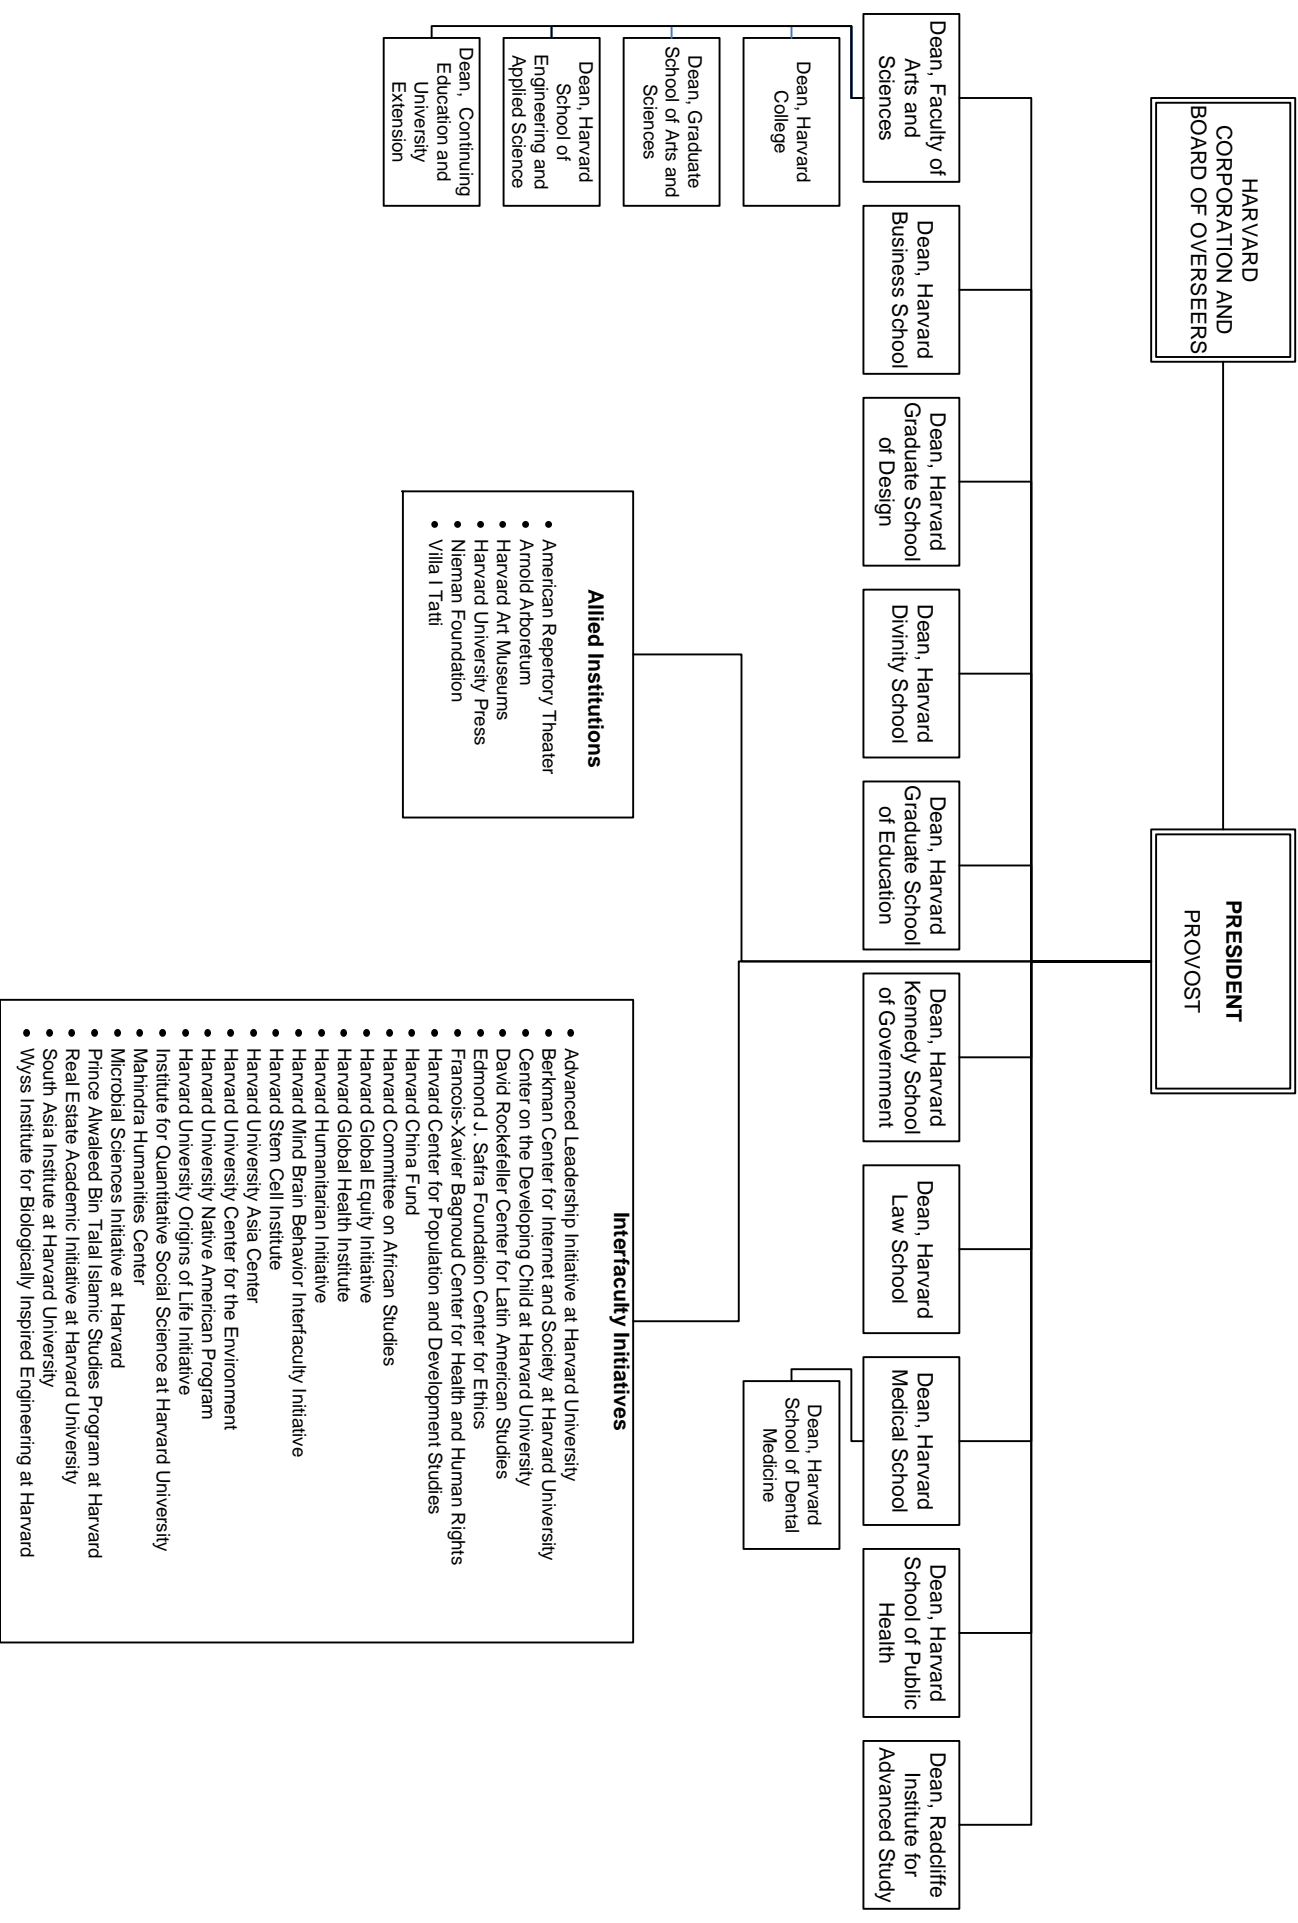 HARVARD
CORPORATION AND
BOARD OF OVERSEERS
PRESIDENT
PROVOST
Dean, Faculty of
Arts and
Sciences
Dean, Harvard
Business School
Dean, Harvard
Graduate School
of Design
Dean, Harvard
Divinity School
Dean, Harvard
Graduate School
of Education
Dean, Harvard
Kennedy School
of Government
Dean, Harvard
Law School
Dean, Harvard
Medical School
Dean, Harvard
School of Public
Health
Dean, Radcliffe
Institute for
Advanced Study
Dean, Harvard
College
Dean, Graduate
School of Arts and
Sciences
Dean, Harvard
School of
Engineering and
Applied Science
Dean, Continuing
Education and
University
Extension
Dean, Harvard
School of Dental
Medicine
Allied Institutions
• American Repertory Theater
• Arnold Arboretum
• Harvard Art Museums
• Harvard University Press
• Nieman Foundation
• Villa I Tatti
Interfaculty Initiatives
• Advanced Leadership Initiative at Harvard University
• Berkman Center for Internet and Society at Harvard University
• Center on the Developing Child at Harvard University
• David Rockefeller Center for Latin American Studies
• Edmond J. Safra Foundation Center for Ethics
• Francois-Xavier Bagnoud Center for Health and Human Rights
• Harvard Center for Population and Development Studies
• Harvard China Fund
• Harvard Committee on African Studies
• Harvard Global Equity Initiative
• Harvard Global Health Institute
• Harvard Humanitarian Initiative
• Harvard Mind Brain Behavior Interfaculty Initiative
• Harvard Stem Cell Institute
• Harvard University Asia Center
• Harvard University Center for the Environment
• Harvard University Native American Program
• Harvard University Origins of Life Initiative
• Institute for Quantitative Social Science at Harvard University
• Mahindra Humanities Center
• Microbial Sciences Initiative at Harvard
• Prince Alwaleed Bin Talal Islamic Studies Program at Harvard
• Real Estate Academic Initiative at Harvard University
• South Asia Institute at Harvard University
• Wyss Institute for Biologically Inspired Engineering at Harvard